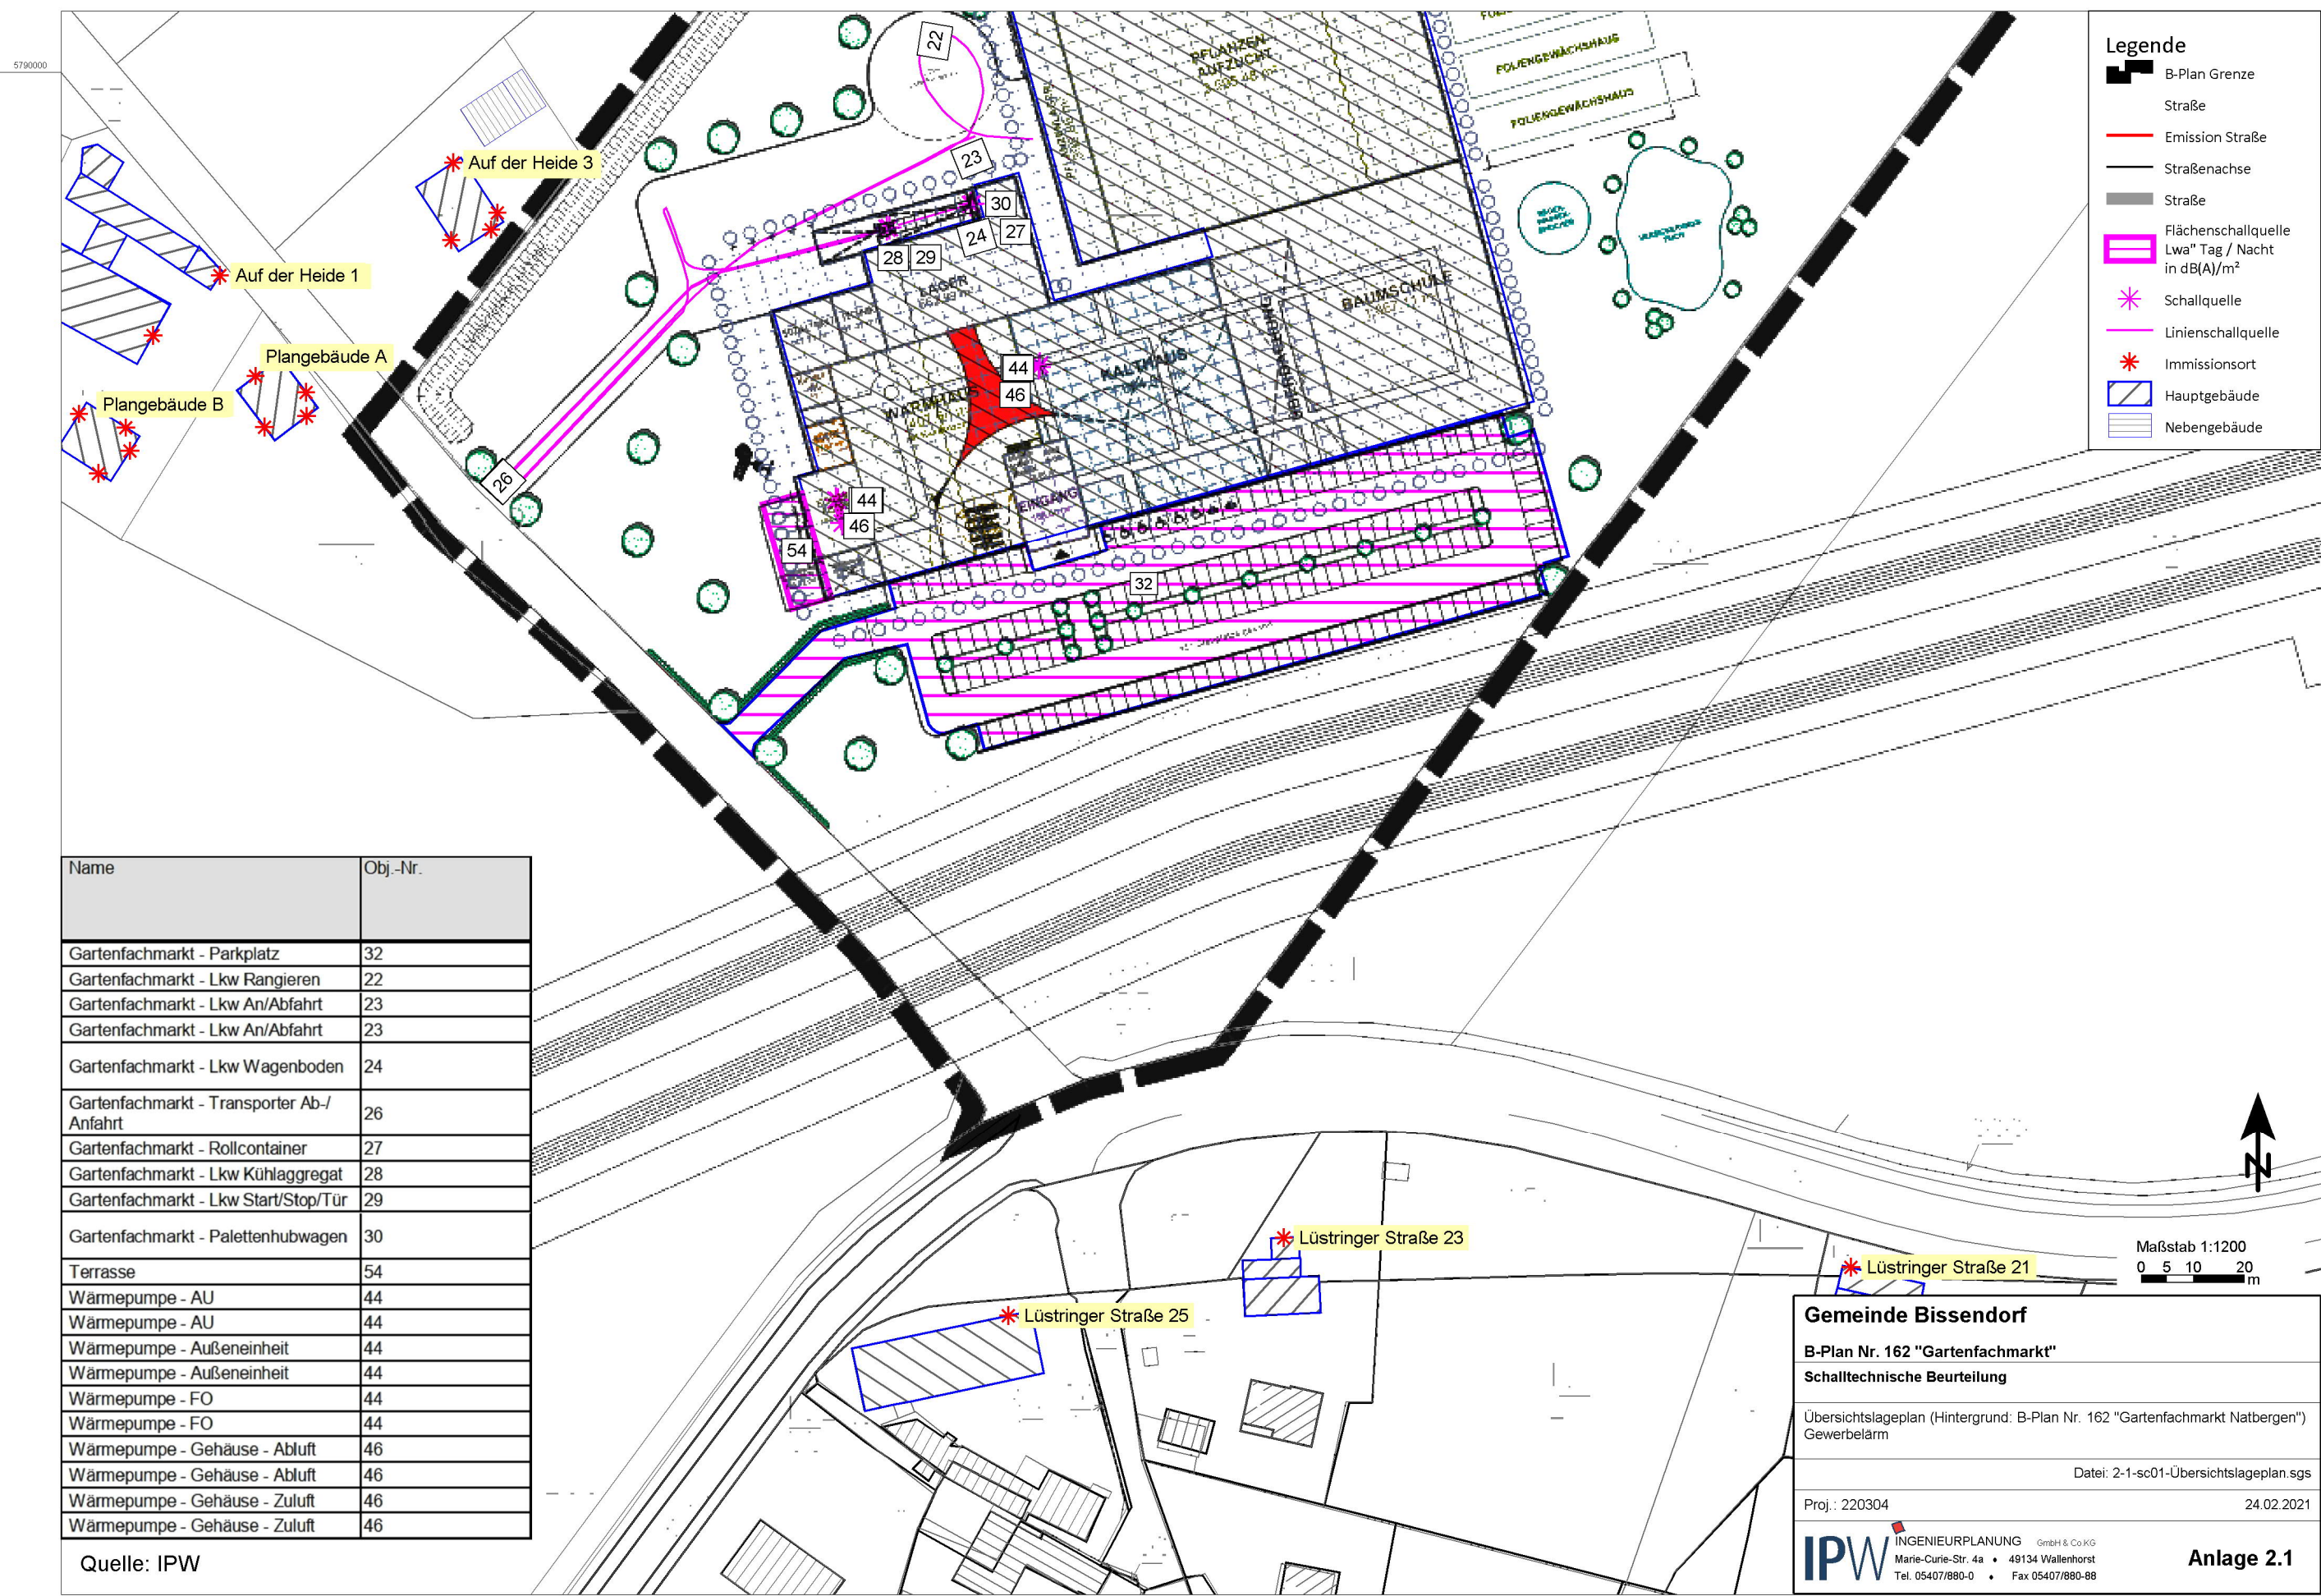 5790000
22
PFLANZEN
AUFZUCHT
FOLIENGEWÄCHSHAUS
FOLIENGEWÄCHSHAUS
Legende
B-Plan Grenze
Straße
Emission Straße
Straßenachse
Straße
Flächenschallquelle
Lwa" Tag / Nacht
in dB(A)/m²
Schallquelle
Linienschallquelle
Immissionsort
Hauptgebäude
Nebengebäude
Auf der Heide 3
Auf der Heide 1
Plangebäude A
Plangebäude B
23
30
24
27
28
29
LAGER
BAUMSCHULE
KALTHAUS
WARMHAUS
44
46
26
44
46
54
EINGANG
32
Name
Obj.-Nr.
Gartenfachmarkt - Parkplatz 32
Gartenfachmarkt - Lkw Rangieren 22
Gartenfachmarkt - Lkw An/Abfahrt 23
Gartenfachmarkt - Lkw An/Abfahrt 23
Gartenfachmarkt - Lkw Wagenboden 24
Gartenfachmarkt - Transporter Ab-/
Anfahrt 26
Gartenfachmarkt - Rollcontainer 27
Gartenfachmarkt - Lkw Kühlaggregat 28
Gartenfachmarkt - Lkw Start/Stop/Tür 29
Gartenfachmarkt - Palettenhubwagen 30
Terrasse 54
Wärmepumpe - AU 44
Wärmepumpe - AU 44
Wärmepumpe - Außeneinheit 44
Wärmepumpe - Außeneinheit 44
Wärmepumpe - FO 44
Wärmepumpe - FO 44
Wärmepumpe - Gehäuse - Abluft 46
Wärmepumpe - Gehäuse - Abluft 46
Wärmepumpe - Gehäuse - Zuluft 46
Wärmepumpe - Gehäuse - Zuluft 46
Quelle: IPW
Lüstringer Straße 23
Lüstringer Straße 21
Lüstringer Straße 25
N
Maßstab 1:1200
0 5 10 20
m
Gemeinde Bissendorf
B-Plan Nr. 162 "Gartenfachmarkt"
Schalltechnische Beurteilung
Übersichtslageplan (Hintergrund: B-Plan Nr. 162 "Gartenfachmarkt Natbergen")
Gewerbelärm
Datei: 2-1-sc01-Übersichtslageplan.sgs
Proj.: 220304
24.02.2021
IPW
INGENIEURPLANUNG GmbH & Co.KG
Marie-Curie-Str. 4a ♦ 49134 Wallenhorst
Tel. 05407/880-0 ♦ Fax 05407/880-88
Anlage 2.1